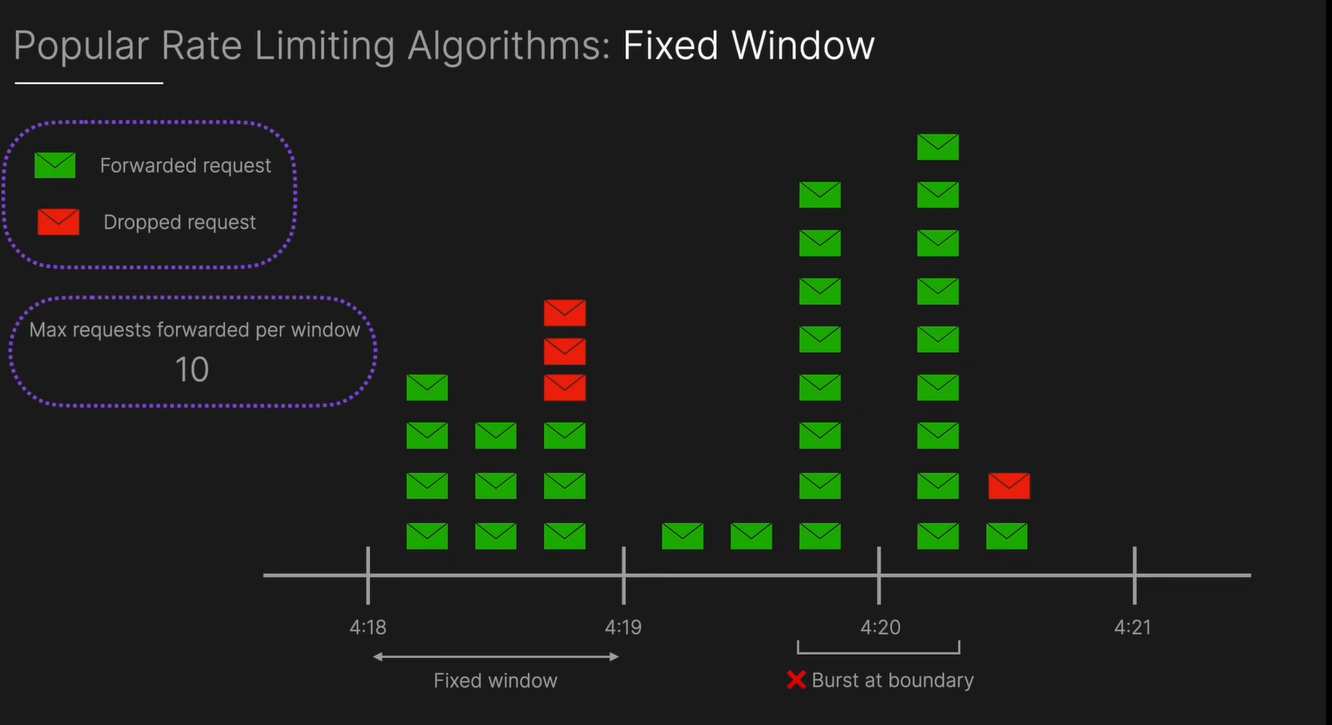 Popular Rate Limiting Algorithms: Fixed Window
Forwarded request
Dropped request
Max requests forwarded per window
10
4:18
4:19
4:20
4:21
Fixed window
❌ Burst at boundary